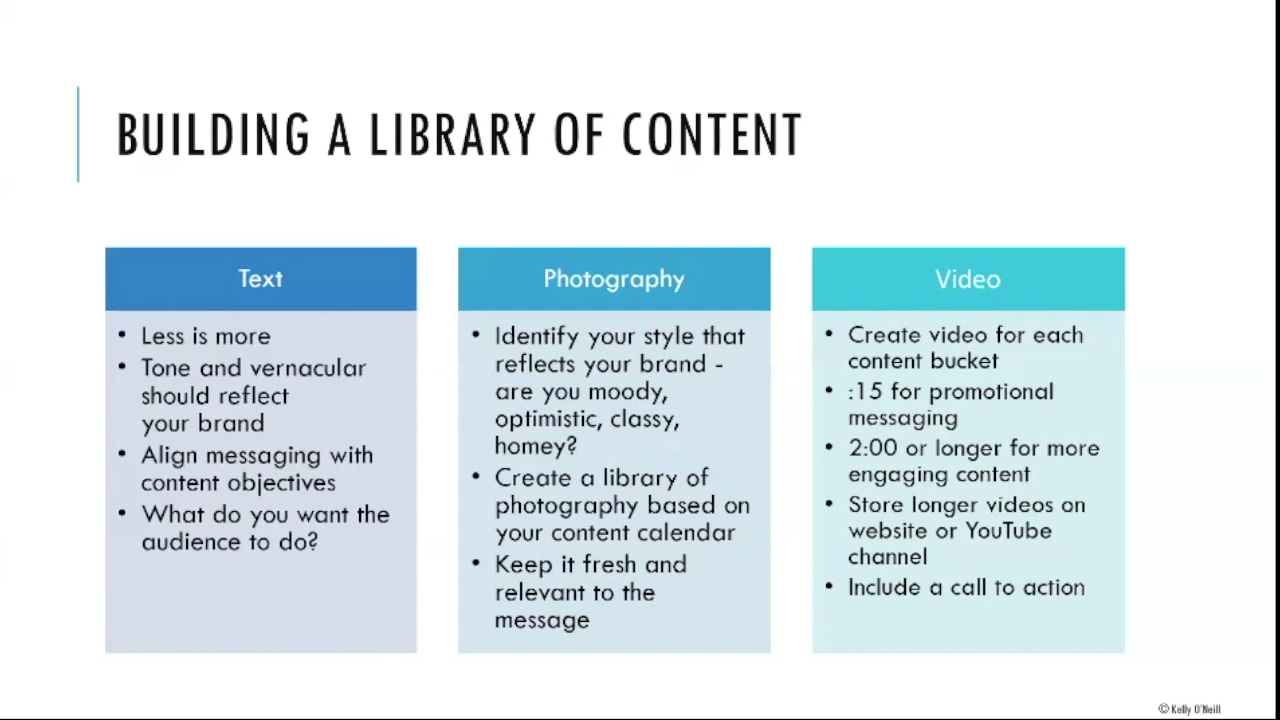 BUILDING A LIBRARY OF CONTENT
Text
• Less is more
• Tone and vernacular
should reflect
your brand
• Align messaging with
content objectives
• What do you want the
audience to do?
Photography
• Identify your style that
reflects your brand -
are you moody,
optimistic, classy,
homey?
• Create a library of
photography based on
your content calendar
• Keep it fresh and
relevant to the
message
Video
• Create video for each
content bucket
• :15 for promotional
messaging
• 2:00 or longer for more
engaging content
• Store longer videos on
website or YouTube
channel
• Include a call to action
© Kelly O'Neill